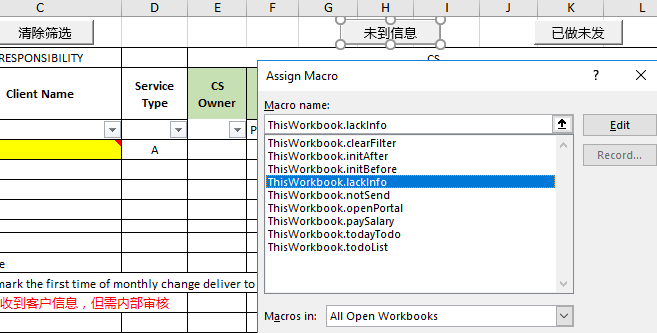 C D E F G H I J K L
清除筛选 未到信息 已做未发
RESPONSIBILITY CS
Client Name
Service Type
CS Owner
P
A
e
mark the first time of monthly change deliver to
收到客户信息，但需内部审核
Assign Macro ? ×
Macro name:
ThisWorkbook.lackInfo
Edit
Record...
ThisWorkbook.clearFilter
ThisWorkbook.initAfter
ThisWorkbook.initBefore
ThisWorkbook.lackInfo
ThisWorkbook.notSend
ThisWorkbook.openPortal
ThisWorkbook.paySalary
ThisWorkbook.todayTodo
ThisWorkbook.todoList
Macros in: All Open Workbooks